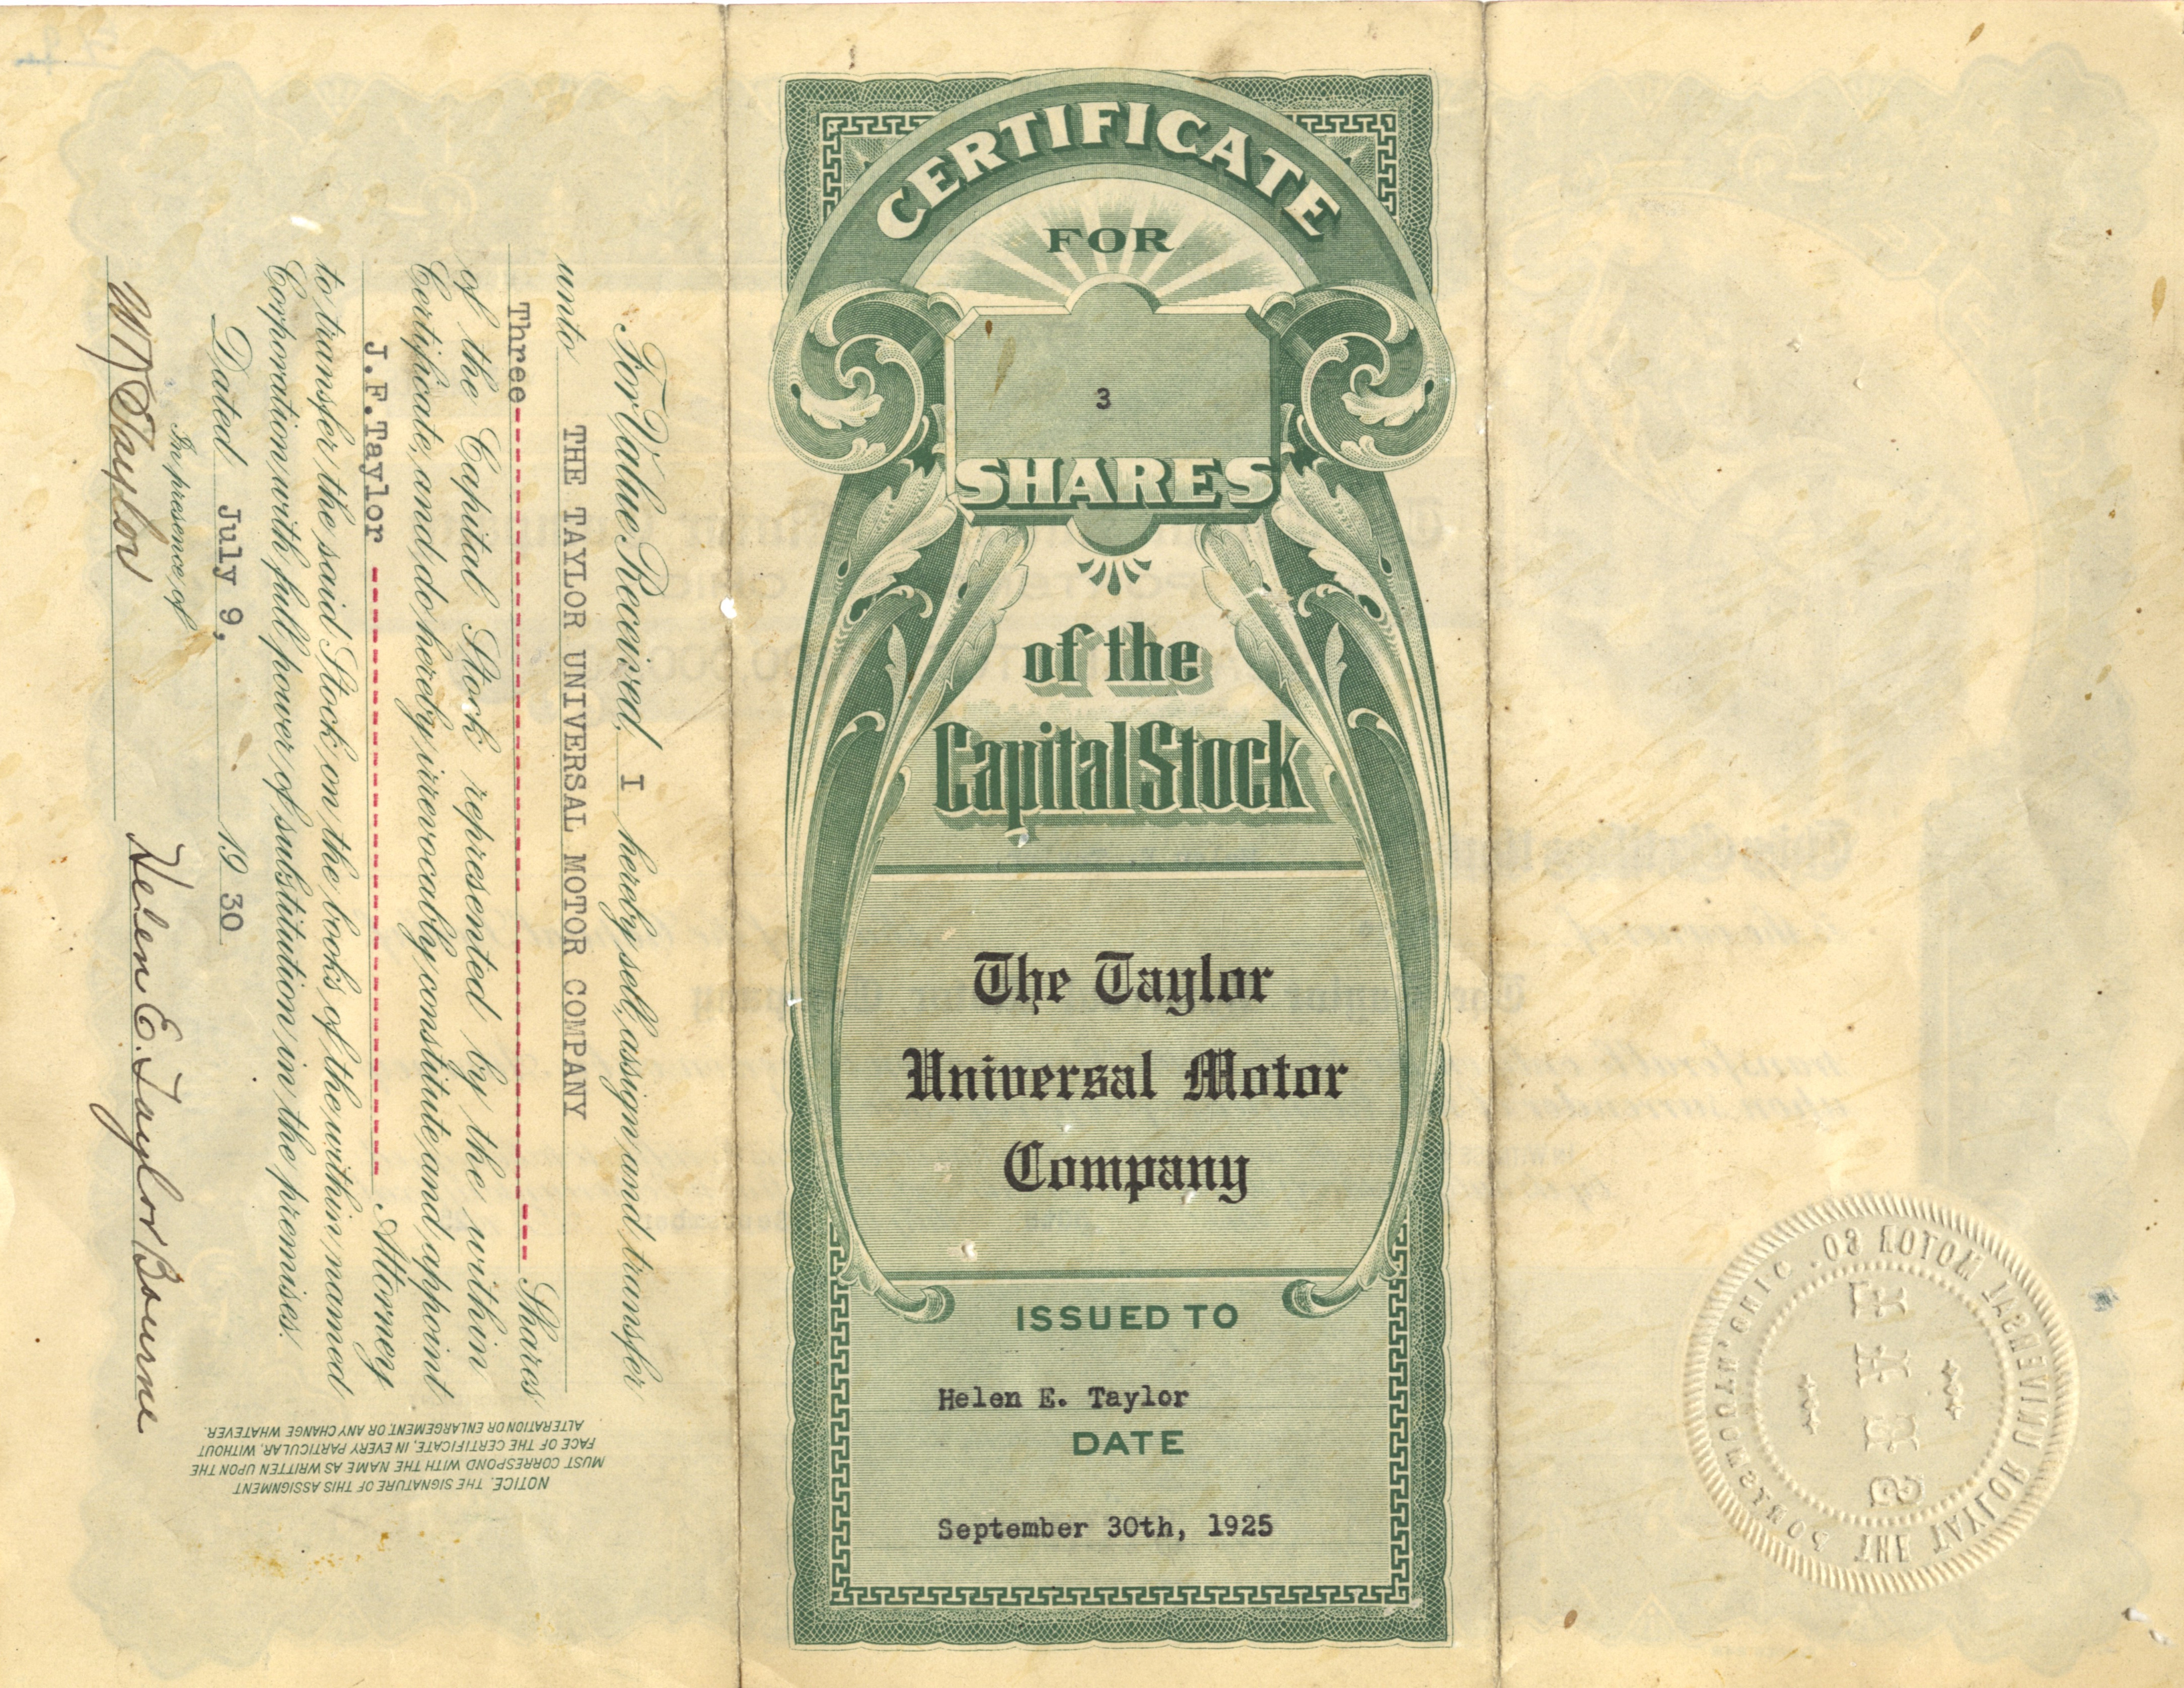 For Value Received, I hereby sell, assign and transfer
unto THE TAYLOR UNIVERSAL MOTOR COMPANY
Three Shares
of the Capital Stock represented by the within
Certificate, and do hereby irrevocably constitute and appoint
J.F.Taylor Attorney
to transfer the said Stock on the books of the within named
Corporation with full power of substitution in the premises.
Dated July 9, 19 30
In presence of
Helen E. Taylor Bourne
Taylor
NOTICE. THE SIGNATURE OF THIS ASSIGNMENT
MUST CORRESPOND WITH THE NAME AS WRITTEN UPON THE
FACE OF THE CERTIFICATE, IN EVERY PARTICULAR, WITHOUT
ALTERATION OR ENLARGEMENT, OR ANY CHANGE WHATEVER.
CERTIFICATE
FOR
3
SHARES
of the
Capital Stock
The Taylor
Universal Motor
Company
ISSUED TO
Helen E. Taylor
DATE
September 30th, 1925
THE TAYLOR UNIVERSAL MOTOR CO.
PORTSMOUTH, OHIO
SEAL